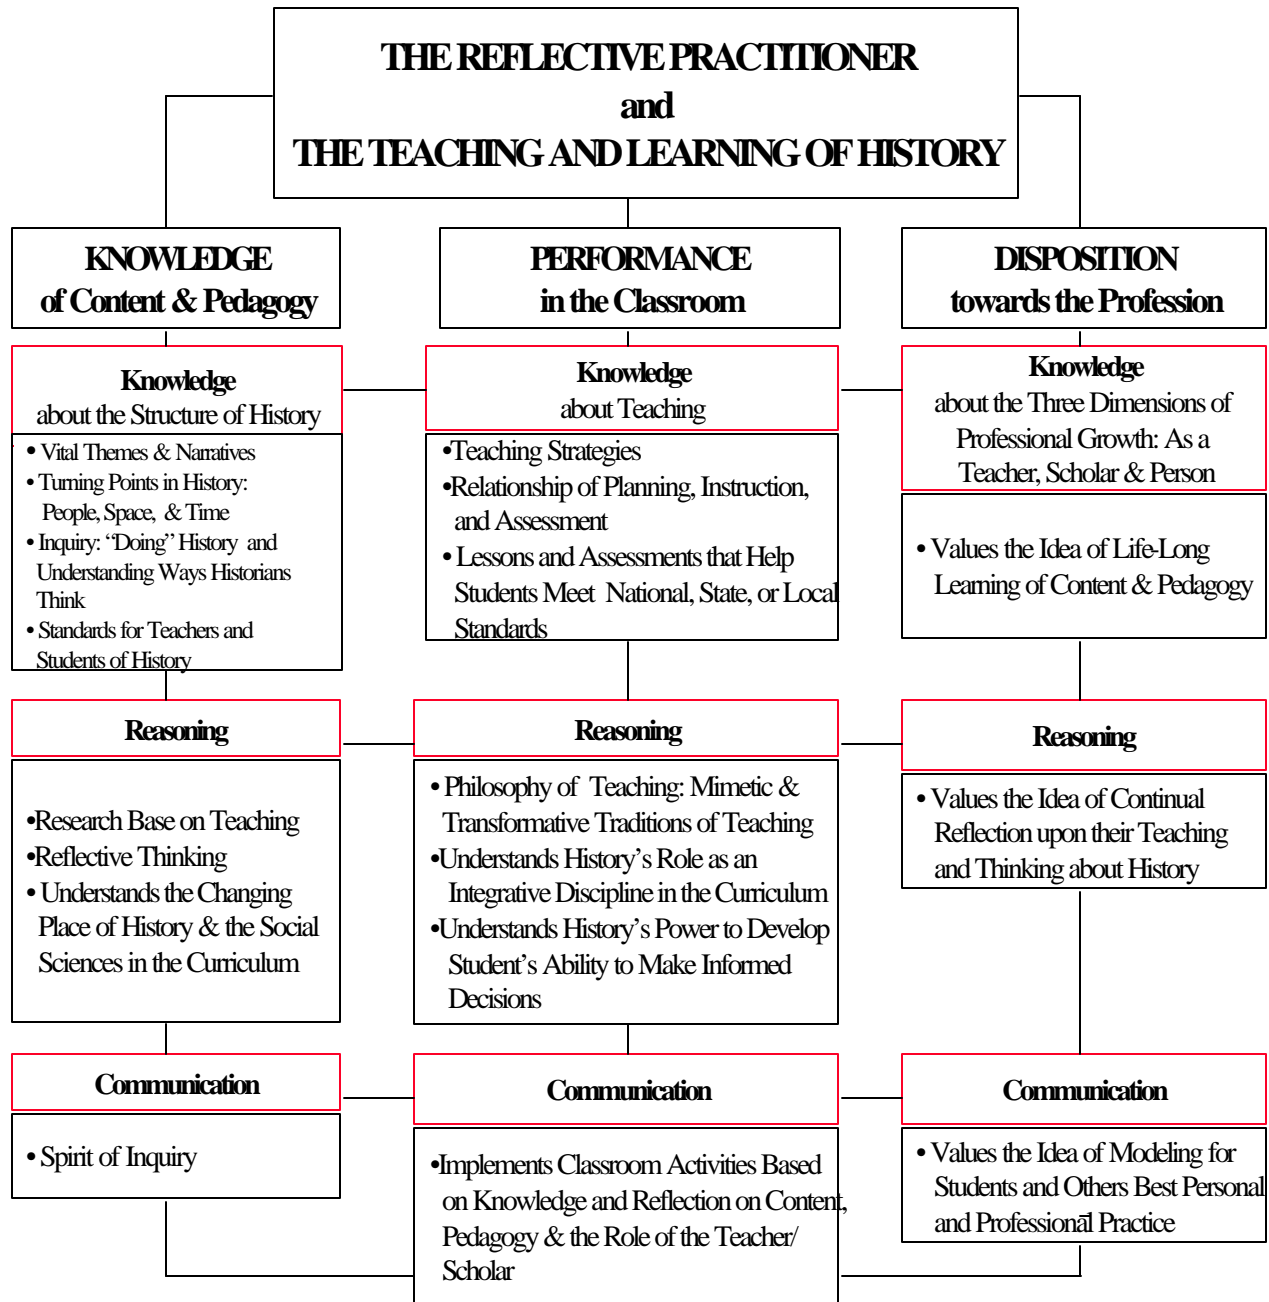 THE REFLECTIVE PRACTITIONER
and
THE TEACHING AND LEARNING OF HISTORY
KNOWLEDGE
of Content & Pedagogy
PERFORMANCE
in the Classroom
DISPOSITION
towards the Profession
Knowledge
about the Structure of History
• Vital Themes & Narratives
• Turning Points in History:
People, Space, & Time
• Inquiry: “Doing” History and
Understanding Ways Historians
Think
• Standards for Teachers and
Students of History
Knowledge
about Teaching
•Teaching Strategies
•Relationship of Planning, Instruction,
and Assessment
• Lessons and Assessments that Help
Students Meet National, State, or Local
Standards
Knowledge
about the Three Dimensions of
Professional Growth: As a
Teacher, Scholar & Person
• Values the Idea of Life-Long
Learning of Content & Pedagogy
Reasoning
•Research Base on Teaching
•Reflective Thinking
• Understands the Changing
Place of History & the Social
Sciences in the Curriculum
Reasoning
• Philosophy of Teaching: Mimetic &
Transformative Traditions of Teaching
•Understands History’s Role as an
Integrative Discipline in the Curriculum
•Understands History’s Power to Develop
Student’s Ability to Make Informed
Decisions
Reasoning
• Values the Idea of Continual
Reflection upon their Teaching
and Thinking about History
Communication
• Spirit of Inquiry
Communication
•Implements Classroom Activities Based
on Knowledge and Reflection on Content,
Pedagogy & the Role of the Teacher/
Scholar
Communication
• Values the Idea of Modeling for
Students and Others Best Personal
and Professional Practice